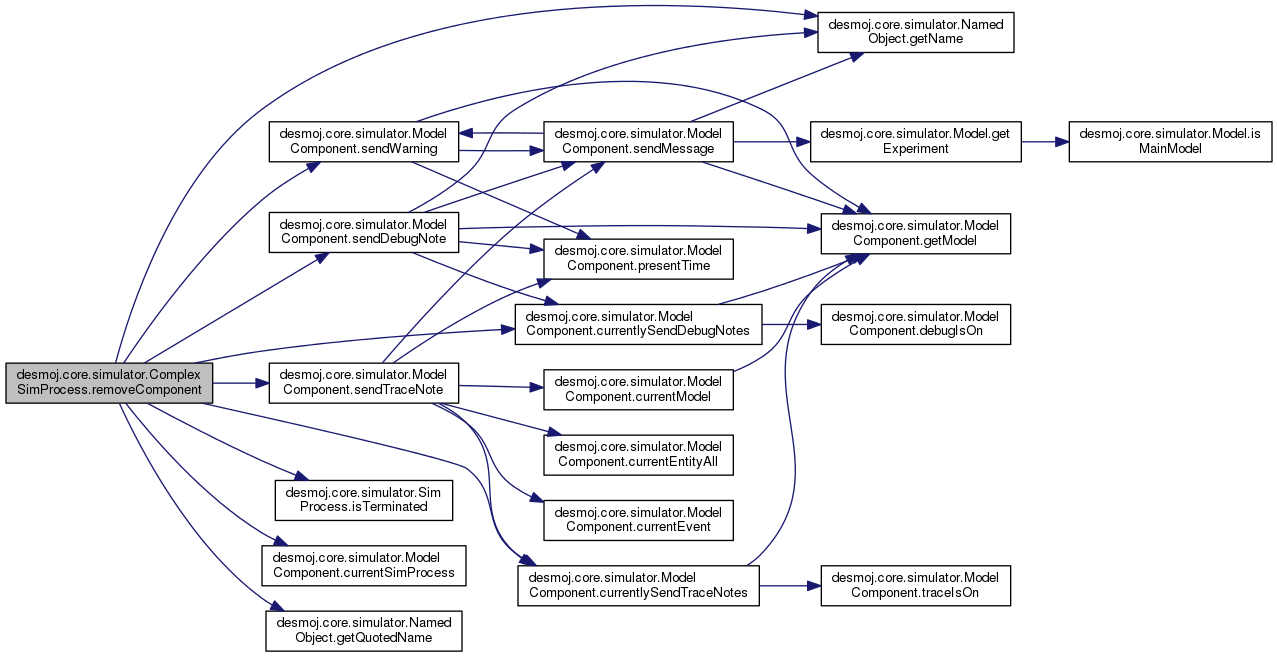 desmoj.core.simulator.Complex
SimProcess.removeComponent
desmoj.core.simulator.Model
Component.sendWarning
desmoj.core.simulator.Model
Component.sendDebugNote
desmoj.core.simulator.Model
Component.sendTraceNote
desmoj.core.simulator.Sim
Process.isTerminated
desmoj.core.simulator.Model
Component.currentSimProcess
desmoj.core.simulator.Named
Object.getQuotedName
desmoj.core.simulator.Model
Component.sendMessage
desmoj.core.simulator.Model
Component.presentTime
desmoj.core.simulator.Model
Component.currentlySendDebugNotes
desmoj.core.simulator.Model
Component.currentModel
desmoj.core.simulator.Model
Component.currentEntityAll
desmoj.core.simulator.Model
Component.currentEvent
desmoj.core.simulator.Model
Component.currentlySendTraceNotes
desmoj.core.simulator.Named
Object.getName
desmoj.core.simulator.Model.get
Experiment
desmoj.core.simulator.Model
Component.getModel
desmoj.core.simulator.Model
Component.debugIsOn
desmoj.core.simulator.Model
Component.traceIsOn
desmoj.core.simulator.Model.is
MainModel